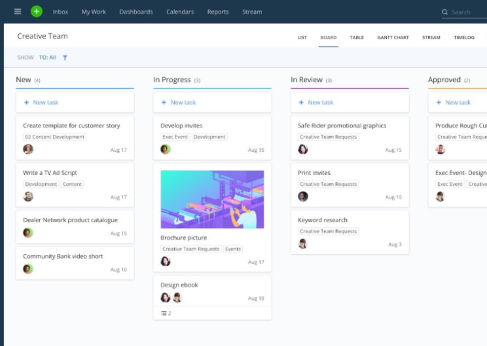 Inbox My Work Dashboards Calendars Reports Stream Search
Creative Team LIST BOARD TABLE GANTT CHART STREAM TIMELOG
SHOW TO: All
New (4)
+ New task
Create template for customer story
02 Content Development
Aug 17
Write a TV Ad Script
Development Content
Aug 17
Dealer Network product catalogue
Aug 15
Community Bank video short
Aug 10
In Progress (3)
+ New task
Develop invites
Exec Event Development
Aug 15
Brochure picture
Creative Team Requests Events
Aug 17
Design ebook
Aug 10
2
In Review (3)
+ New task
Safe Rider promotional graphics
Creative Team Requests
Aug 15
Print invites
Creative Team Requests
Aug 10
Keyword research
Creative Team Requests
Aug 3
Approved (2)
+ New task
Produce Rough Cu
Creative Team Req
Exec Event- Design
Exec Event Creative